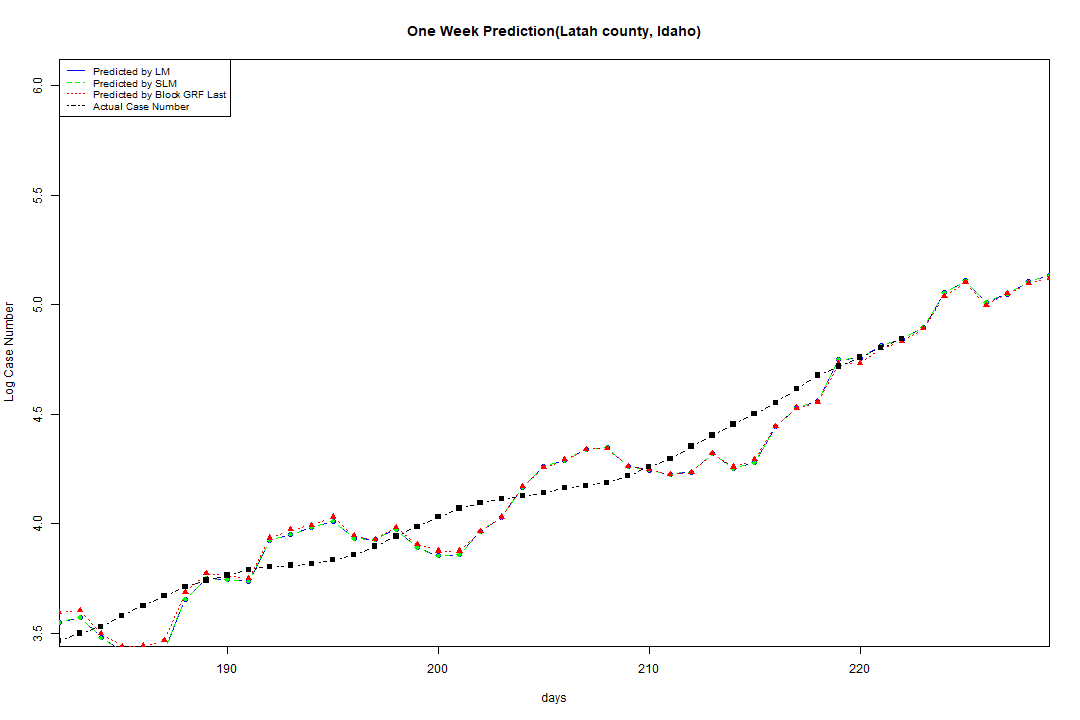 One Week Prediction(Latah county, Idaho)
Predicted by LM
Predicted by SLM
Predicted by Block GRF Last
Actual Case Number
6.0
5.5
5.0
4.5
4.0
3.5
Log Case Number
190 200 210 220
days